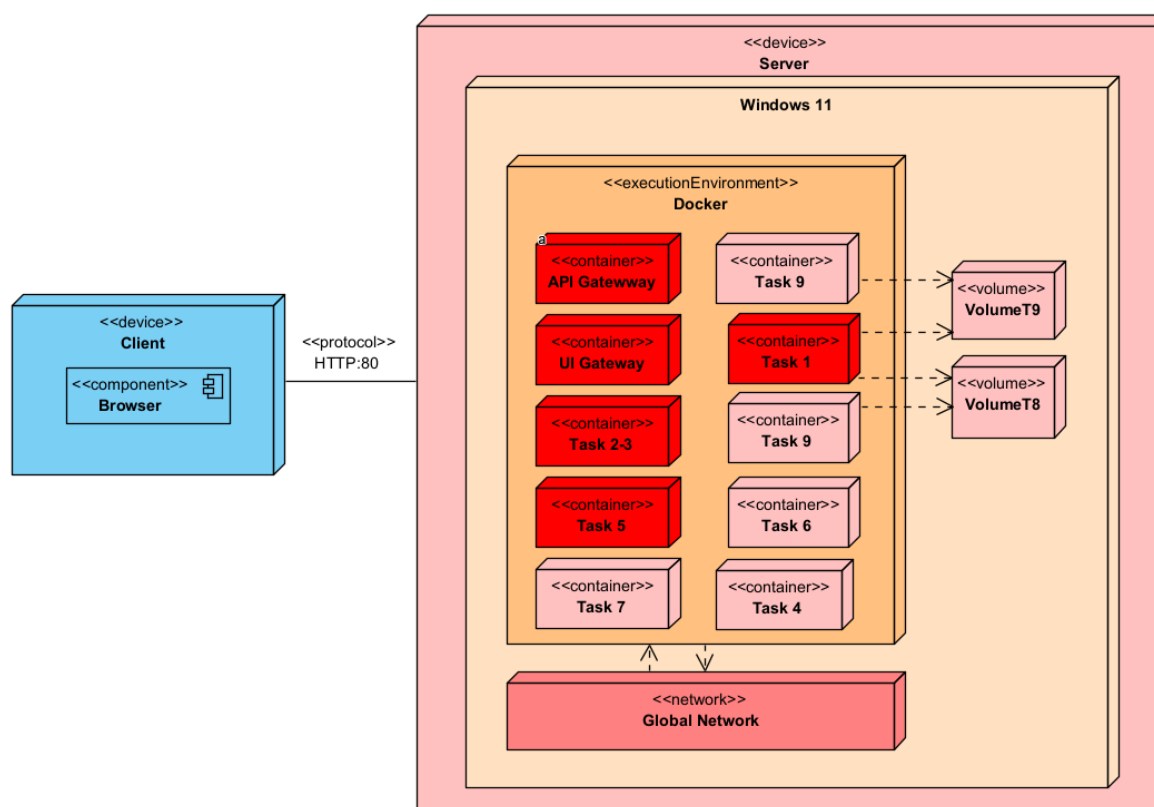 <<device>>
Server
Windows 11
<<executionEnvironment>>
Docker
a
<<container>>
API Gatewway
<<container>>
Task 9
<<volume>>
VolumeT9
<<device>>
Client
<<component>>
Browser
<<protocol>>
HTTP:80
<<container>>
UI Gateway
<<container>>
Task 1
<<volume>>
VolumeT8
<<container>>
Task 2-3
<<container>>
Task 9
<<container>>
Task 5
<<container>>
Task 6
<<container>>
Task 7
<<container>>
Task 4
<<network>>
Global Network